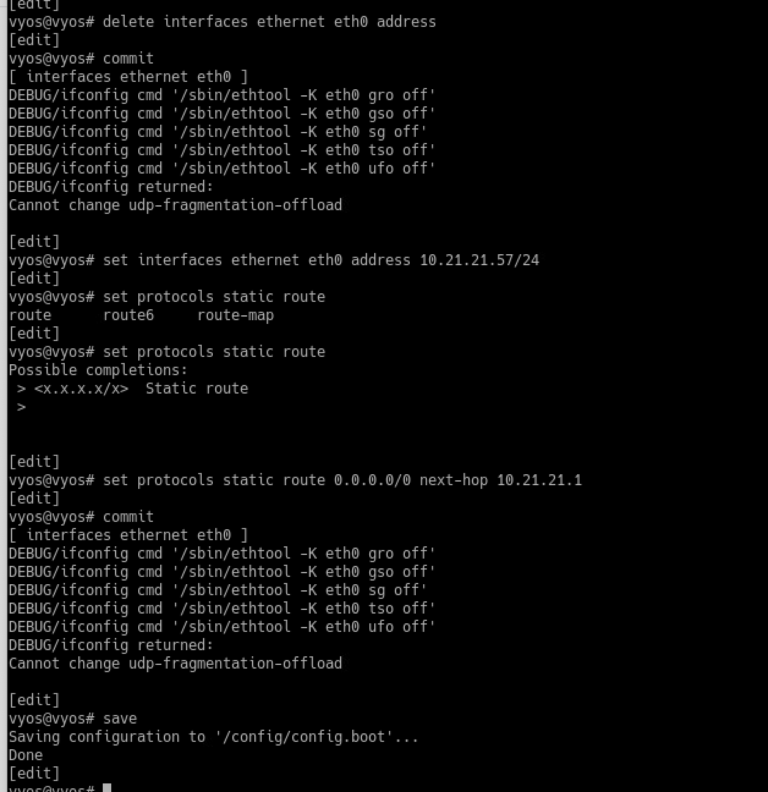 [edit]
vyos@vyos# delete interfaces ethernet eth0 address
[edit]
vyos@vyos# commit
[ interfaces ethernet eth0 ]
DEBUG/ifconfig cmd '/sbin/ethtool -K eth0 gro off'
DEBUG/ifconfig cmd '/sbin/ethtool -K eth0 gso off'
DEBUG/ifconfig cmd '/sbin/ethtool -K eth0 sg off'
DEBUG/ifconfig cmd '/sbin/ethtool -K eth0 tso off'
DEBUG/ifconfig cmd '/sbin/ethtool -K eth0 ufo off'
DEBUG/ifconfig returned:
Cannot change udp-fragmentation-offload
[edit]
vyos@vyos# set interfaces ethernet eth0 address 10.21.21.57/24
[edit]
vyos@vyos# set protocols static route
route      route6     route-map
[edit]
vyos@vyos# set protocols static route
Possible completions:
 > <x.x.x.x/x>  Static route
 >
[edit]
vyos@vyos# set protocols static route 0.0.0.0/0 next-hop 10.21.21.1
[edit]
vyos@vyos# commit
[ interfaces ethernet eth0 ]
DEBUG/ifconfig cmd '/sbin/ethtool -K eth0 gro off'
DEBUG/ifconfig cmd '/sbin/ethtool -K eth0 gso off'
DEBUG/ifconfig cmd '/sbin/ethtool -K eth0 sg off'
DEBUG/ifconfig cmd '/sbin/ethtool -K eth0 tso off'
DEBUG/ifconfig cmd '/sbin/ethtool -K eth0 ufo off'
DEBUG/ifconfig returned:
Cannot change udp-fragmentation-offload
[edit]
vyos@vyos# save
Saving configuration to '/config/config.boot'...
Done
[edit]
vyos@vyos#